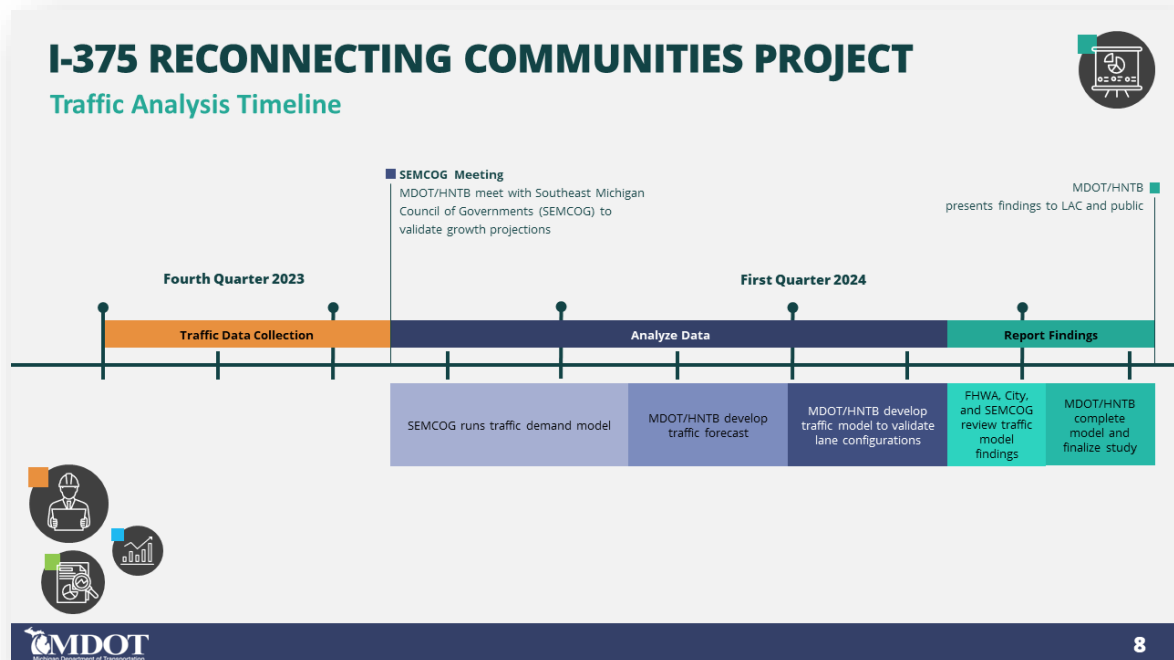 I-375 RECONNECTING COMMUNITIES PROJECT
Traffic Analysis Timeline
SEMCOG Meeting
MDOT/HNTB meet with Southeast Michigan
Council of Governments (SEMCOG) to
validate growth projections
MDOT/HNTB
presents findings to LAC and public
Fourth Quarter 2023
First Quarter 2024
Traffic Data Collection
Analyze Data
Report Findings
SEMCOG runs traffic demand model
MDOT/HNTB develop
traffic forecast
MDOT/HNTB develop
traffic model to validate
lane configurations
FHWA, City,
and SEMCOG
review traffic
model
findings
MDOT/HNTB
complete
model and
finalize study
MDOT
Michigan Department of Transportation
8